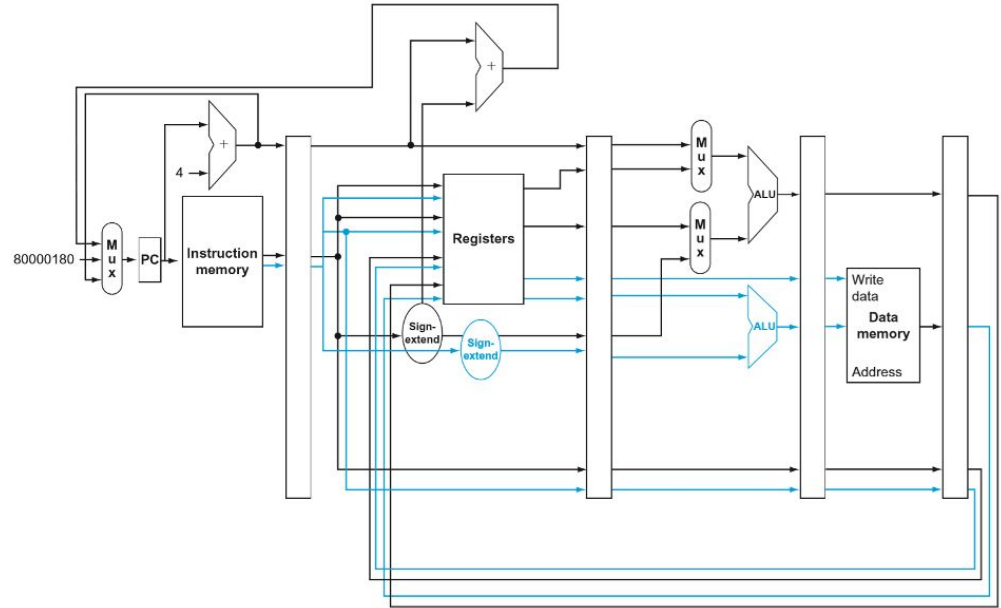 +
+
4
M
u
x
ALU
M
u
x
Registers
M
u
x
80000180
PC
Instruction
memory
Write
data
Data
memory
Address
ALU
Sign-
extend
Sign-
extend